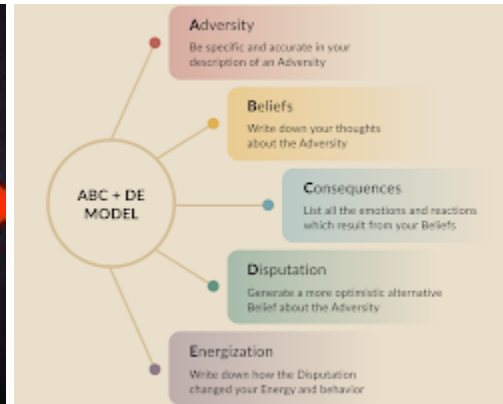 Adversity
Be specific and accurate in your
description of an Adversity
Beliefs
Write down your thoughts
about the Adversity
ABC + DE
MODEL
Consequences
List all the emotions and reactions
which result from your Beliefs
Disputation
Generate a more optimistic alternative
Belief about the Adversity
Energization
Write down how the Disputation
changed your Energy and behavior